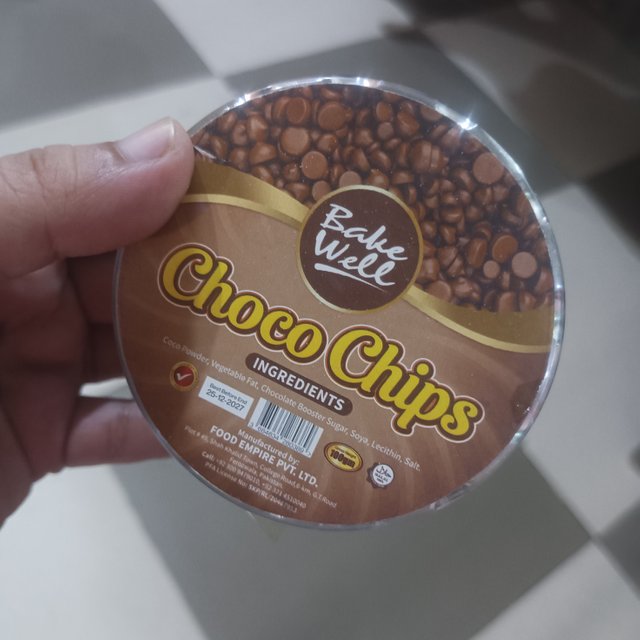 Bake
Well
Choco Chips
INGREDIENTS
Coco Powder, Vegetable Fat, Chocolate Booster Sugar, Soya, Lecithin, Salt.
Best Before End
25-12-2027
Manufactured by:
FOOD EMPIRE PVT. LTD.
100gm